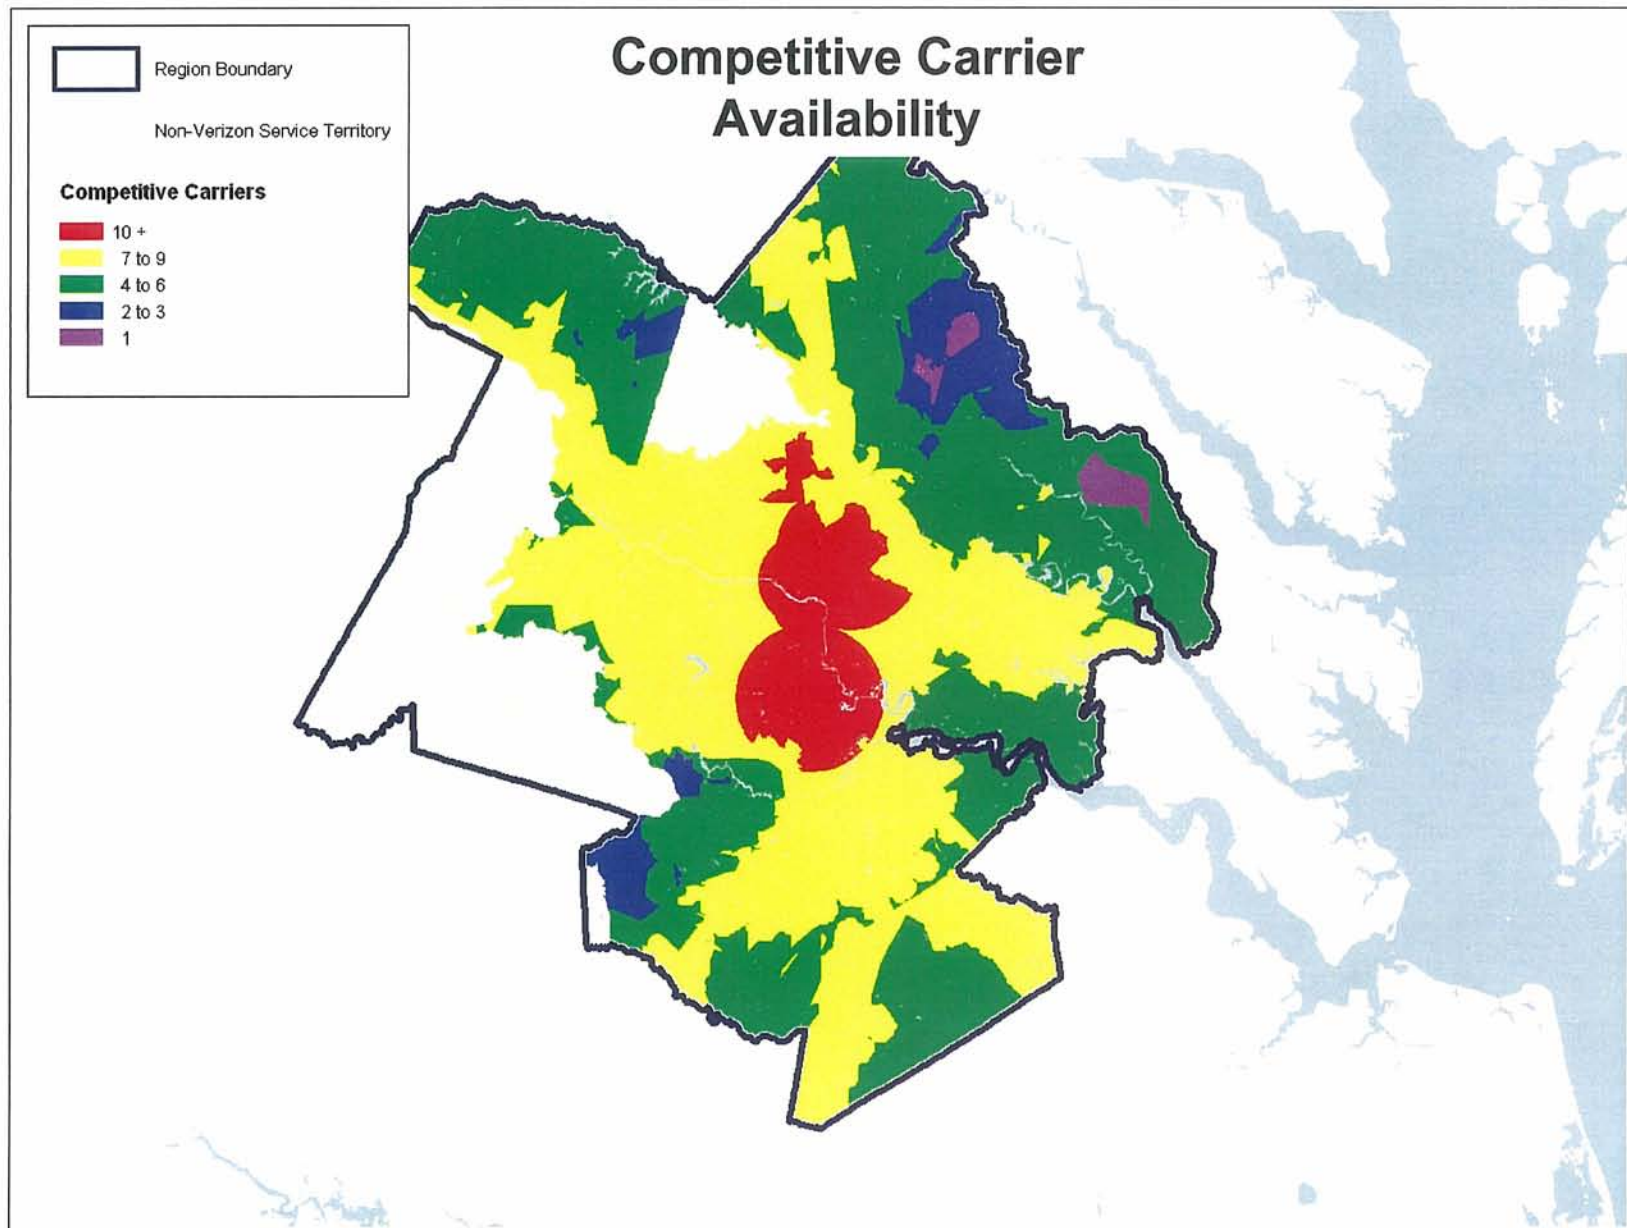 Competitive Carrier
Availability
Region Boundary
Non-Verizon Service Territory
Competitive Carriers
10 +
7 to 9
4 to 6
2 to 3
1